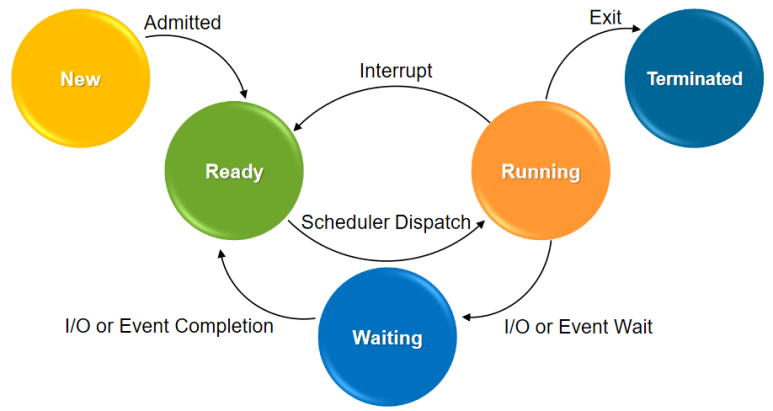 Admitted
Exit
New
Interrupt
Terminated
Ready
Running
Scheduler Dispatch
I/O or Event Completion
Waiting
I/O or Event Wait